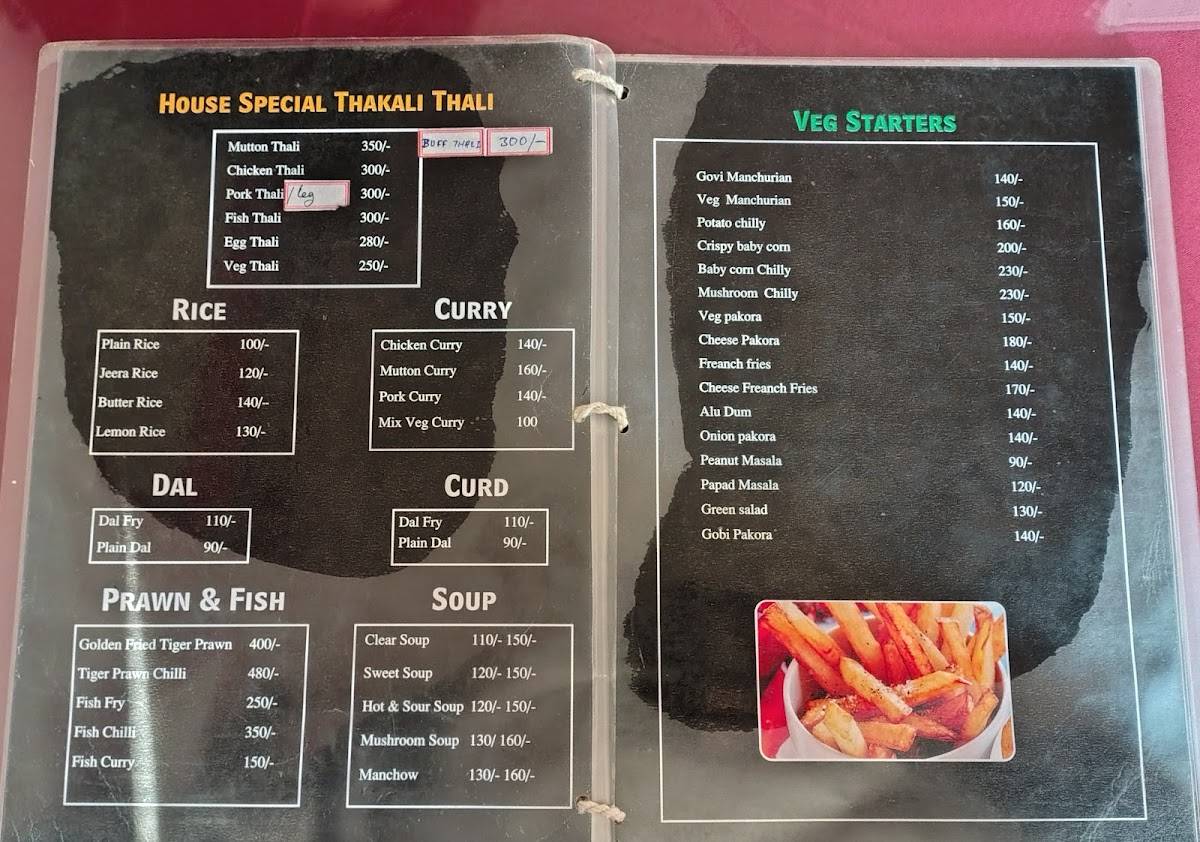 HOUSE SPECIAL THAKALI THALI
Mutton Thali 350/-
BUFF THALI 300/-
Chicken Thali 300/-
Pork Thali /leg 300/-
Fish Thali 300/-
Egg Thali 280/-
Veg Thali 250/-
RICE
Plain Rice 100/-
Jeera Rice 120/-
Butter Rice 140/-
Lemon Rice 130/-
CURRY
Chicken Curry 140/-
Mutton Curry 160/-
Pork Curry 140/-
Mix Veg Curry 100
DAL
Dal Fry 110/-
Plain Dal 90/-
CURD
Dal Fry 110/-
Plain Dal 90/-
PRAWN & FISH
Golden Fried Tiger Prawn 400/-
Tiger Prawn Chilli 480/-
Fish Fry 250/-
Fish Chilli 350/-
Fish Curry 150/-
SOUP
Clear Soup 110/- 150/-
Sweet Soup 120/- 150/-
Hot & Sour Soup 120/- 150/-
Mushroom Soup 130/ 160/-
Manchow 130/- 160/-
VEG STARTERS
Govi Manchurian 140/-
Veg Manchurian 150/-
Potato chilly 160/-
Crispy baby corn 200/-
Baby corn Chilly 230/-
Mushroom Chilly 230/-
Veg pakora 150/-
Cheese Pakora 180/-
Freanch fries 140/-
Cheese Freanch Fries 170/-
Alu Dum 140/-
Onion pakora 140/-
Peanut Masala 90/-
Papad Masala 120/-
Green salad 130/-
Gobi Pakora 140/-